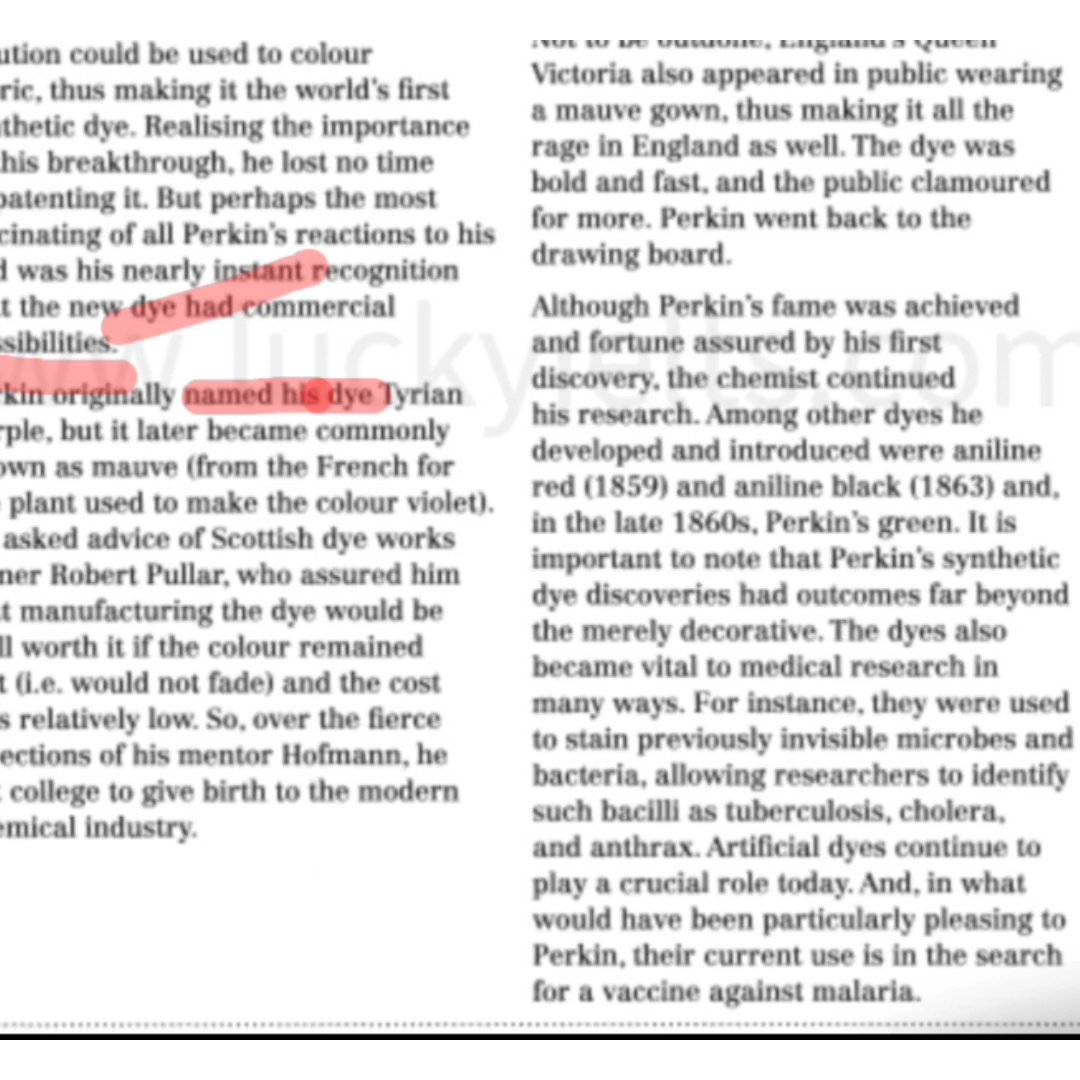 ution could be used to colour
ric, thus making it the world's first
thetic dye. Realising the importance
his breakthrough, he lost no time
patenting it. But perhaps the most
cinating of all Perkin's reactions to his
d was his nearly instant recognition
t the new dye had commercial
sibilities.
rkin originally named his dye Tyrian
rple, but it later became commonly
own as mauve (from the French for
plant used to make the colour violet).
asked advice of Scottish dye works
ner Robert Pullar, who assured him
t manufacturing the dye would be
ll worth it if the colour remained
t (i.e. would not fade) and the cost
s relatively low. So, over the fierce
ections of his mentor Hofmann, he
t college to give birth to the modern
emical industry.
Not to be outdone, England's Queen
Victoria also appeared in public wearing
a mauve gown, thus making it all the
rage in England as well. The dye was
bold and fast, and the public clamoured
for more. Perkin went back to the
drawing board.
Although Perkin's fame was achieved
and fortune assured by his first
discovery, the chemist continued
his research. Among other dyes he
developed and introduced were aniline
red (1859) and aniline black (1863) and,
in the late 1860s, Perkin's green. It is
important to note that Perkin's synthetic
dye discoveries had outcomes far beyond
the merely decorative. The dyes also
became vital to medical research in
many ways. For instance, they were used
to stain previously invisible microbes and
bacteria, allowing researchers to identify
such bacilli as tuberculosis, cholera,
and anthrax. Artificial dyes continue to
play a crucial role today. And, in what
would have been particularly pleasing to
Perkin, their current use is in the search
for a vaccine against malaria.
w.luckyielts.com